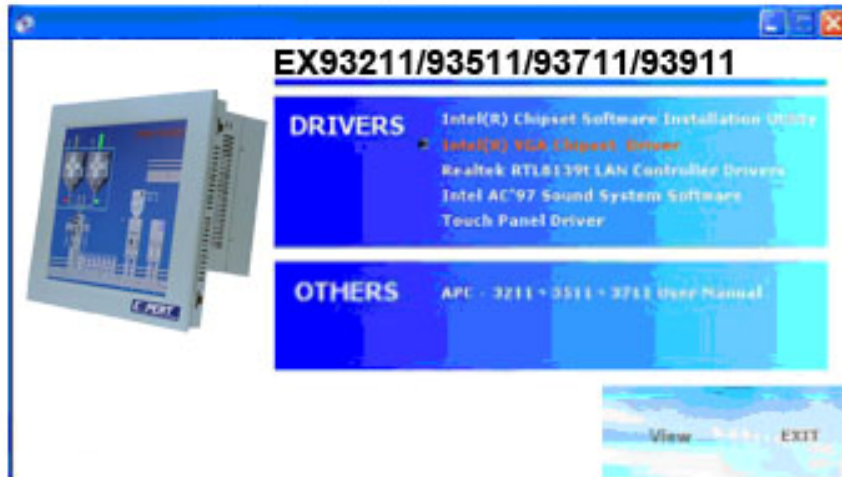 EX93211/93511/93711/93911
DRIVERS
Intel(R) Chipset Software Installation Utility
Intel(R) VGA Chipset Driver
Realtek RTL8139t LAN Controller Drivers
Intel AC'97 Sound System Software
Touch Panel Driver
OTHERS
APC - 3211 + 3511 + 3711 User Manual
View
EXIT